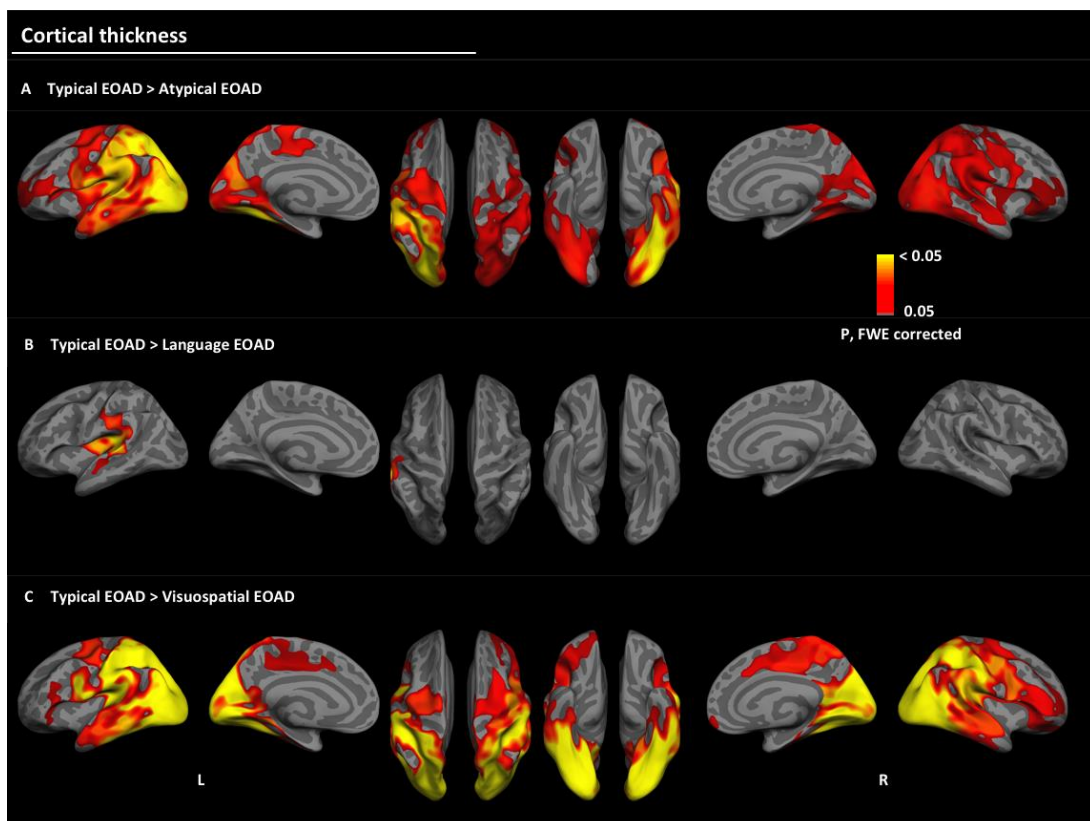 Cortical thickness
A Typical EOAD > Atypical EOAD
< 0.05
0.05
P, FWE corrected
B Typical EOAD > Language EOAD
C Typical EOAD > Visuospatial EOAD
L
R